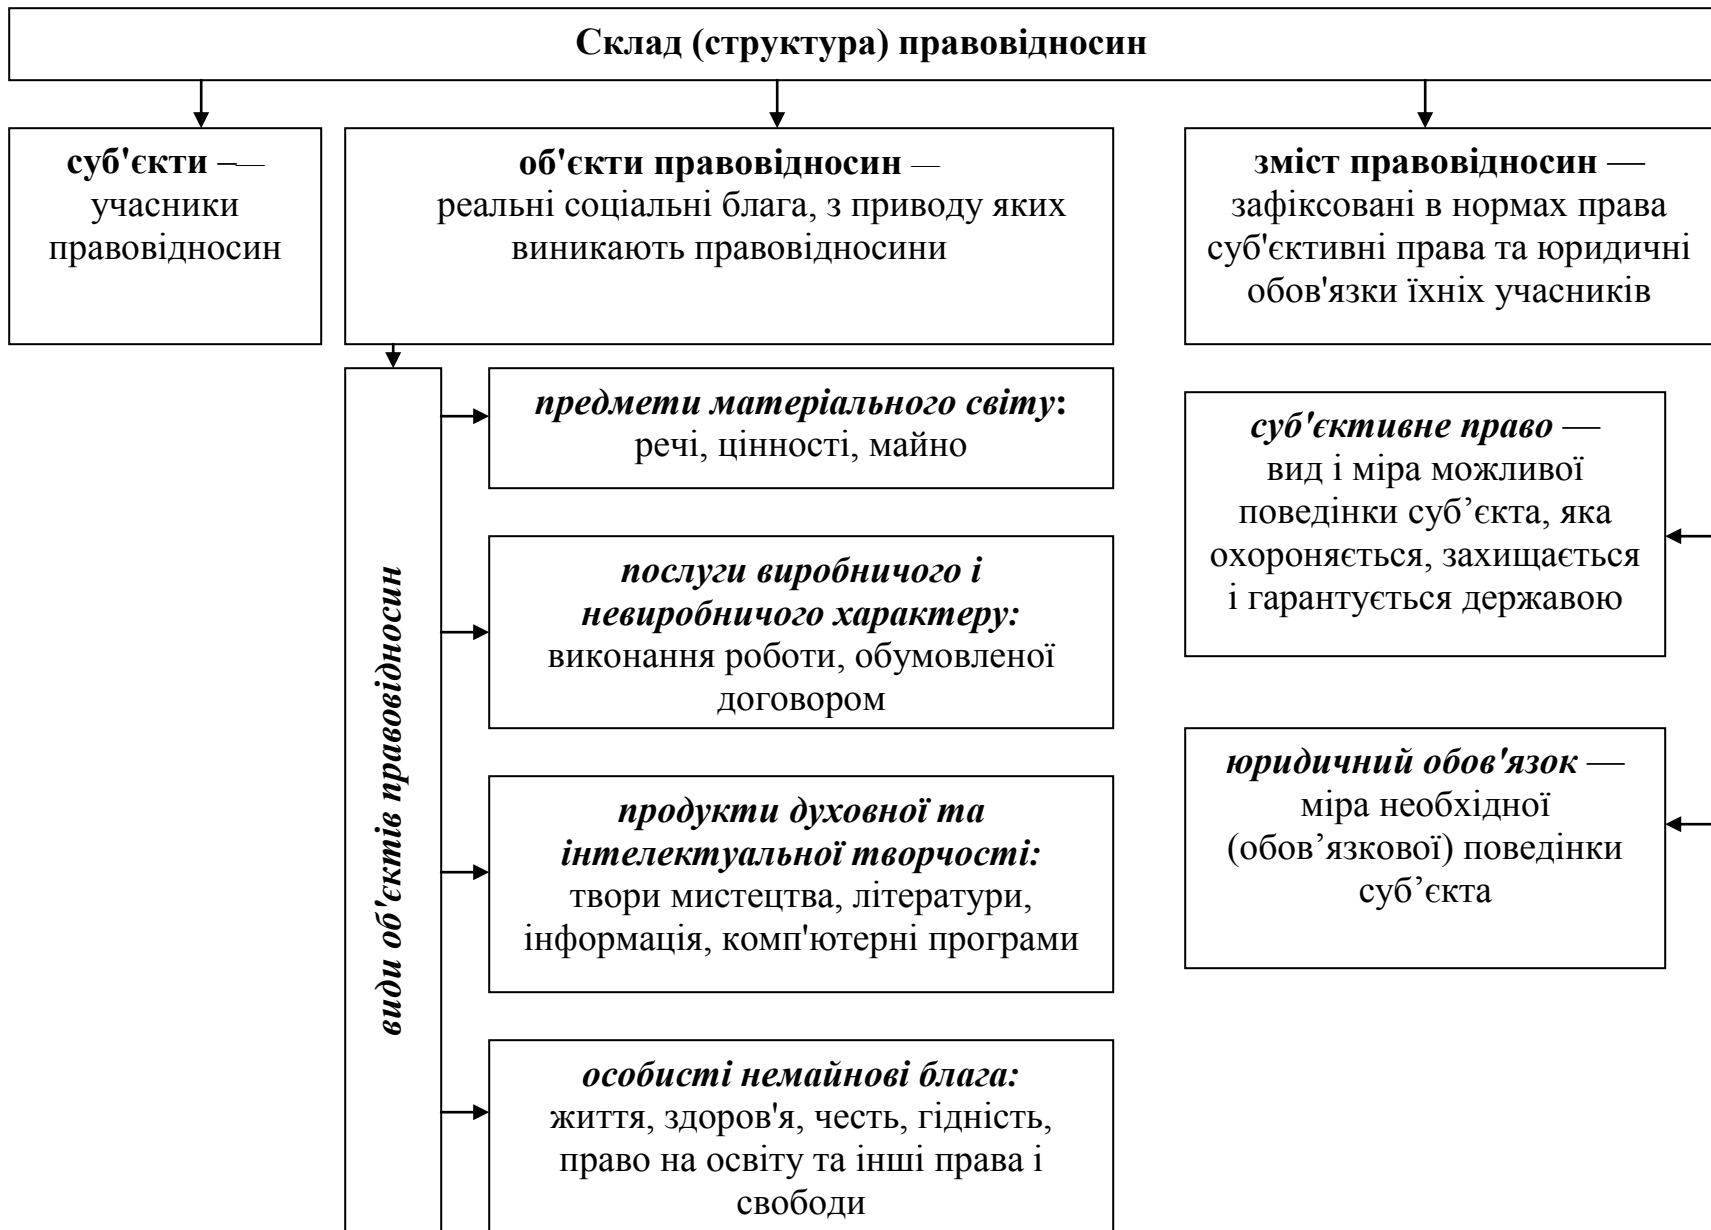 Склад (структура) правовідносин
суб'єкти —
учасники
правовідносин
об'єкти правовідносин —
реальні соціальні блага, з приводу яких
виникають правовідносини
зміст правовідносин —
зафіксовані в нормах права
суб'єктивні права та юридичні
обов'язки їхніх учасників
види об'єктів правовідносин
предмети матеріального світу:
речі, цінності, майно
послуги виробничого і
невиробничого характеру:
виконання роботи, обумовленої
договором
продукти духовної та
інтелектуальної творчості:
твори мистецтва, літератури,
інформація, комп'ютерні програми
особисті немайнові блага:
життя, здоров'я, честь, гідність,
право на освіту та інші права і
свободи
суб'єктивне право —
вид і міра можливої
поведінки суб’єкта, яка
охороняється, захищається
і гарантується державою
юридичний обов'язок —
міра необхідної
(обов’язкової) поведінки
суб’єкта